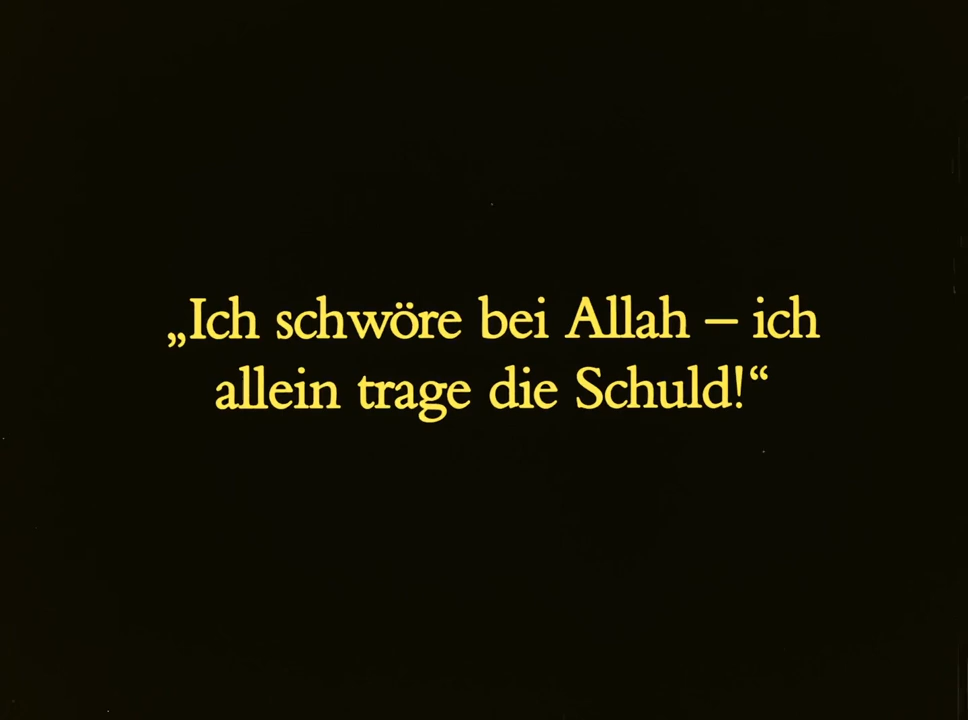 „Ich schwöre bei Allah – ich
allein trage die Schuld!“